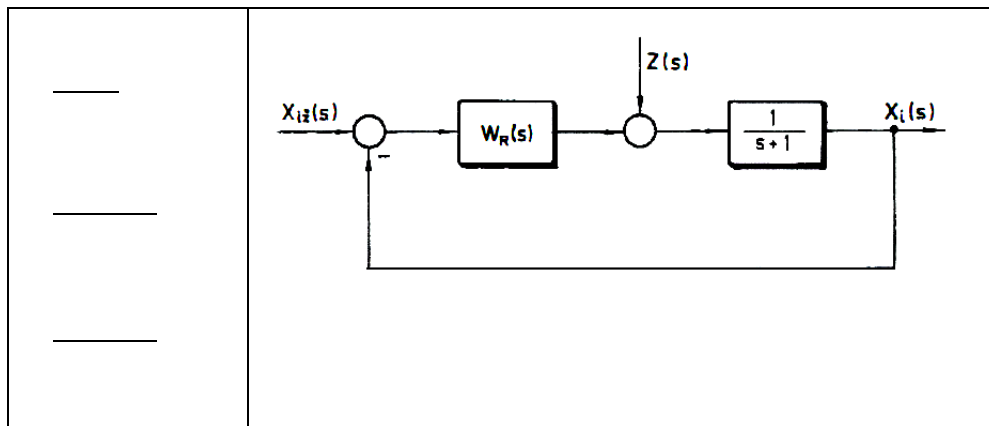 Z(s)
X_iž(s)
W_R(s)
1
s + 1
X_i(s)
−